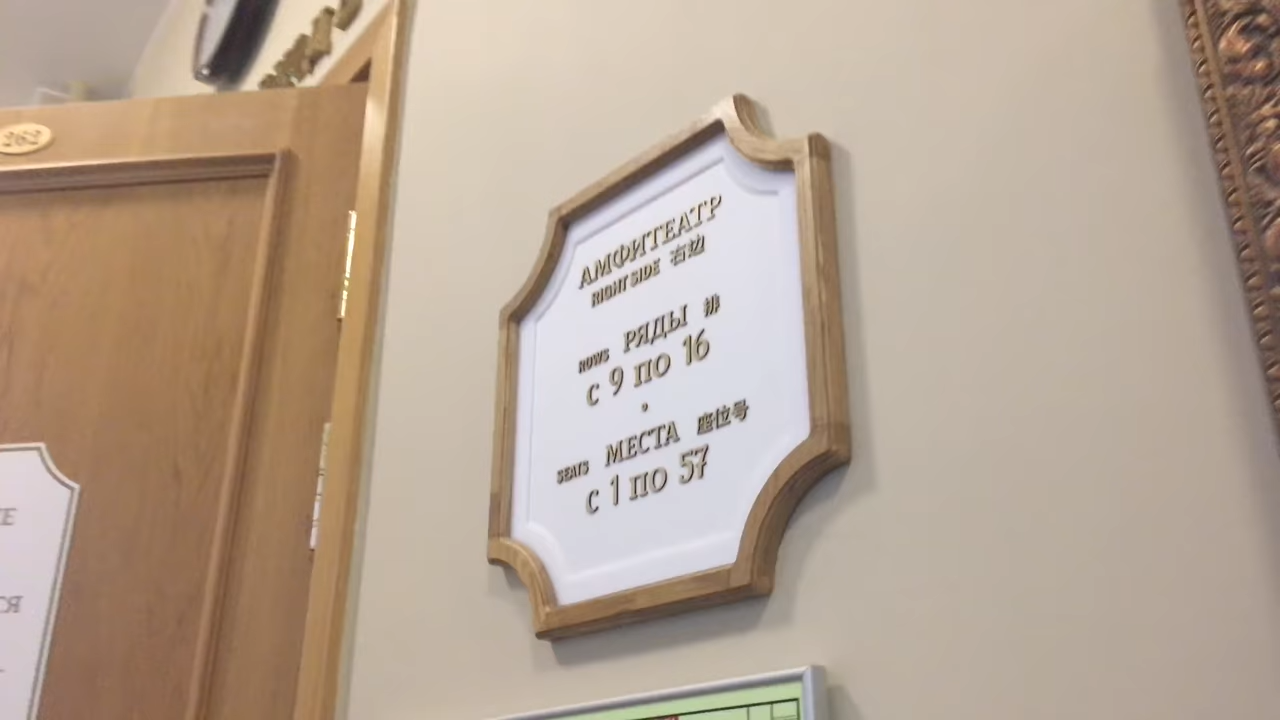 АМФИТЕАТР
RIGHT SIDE 右边
ROWS РЯДЫ 排
с 9 по 16
МЕСТА 座位号
SEATS
с 1 по 57